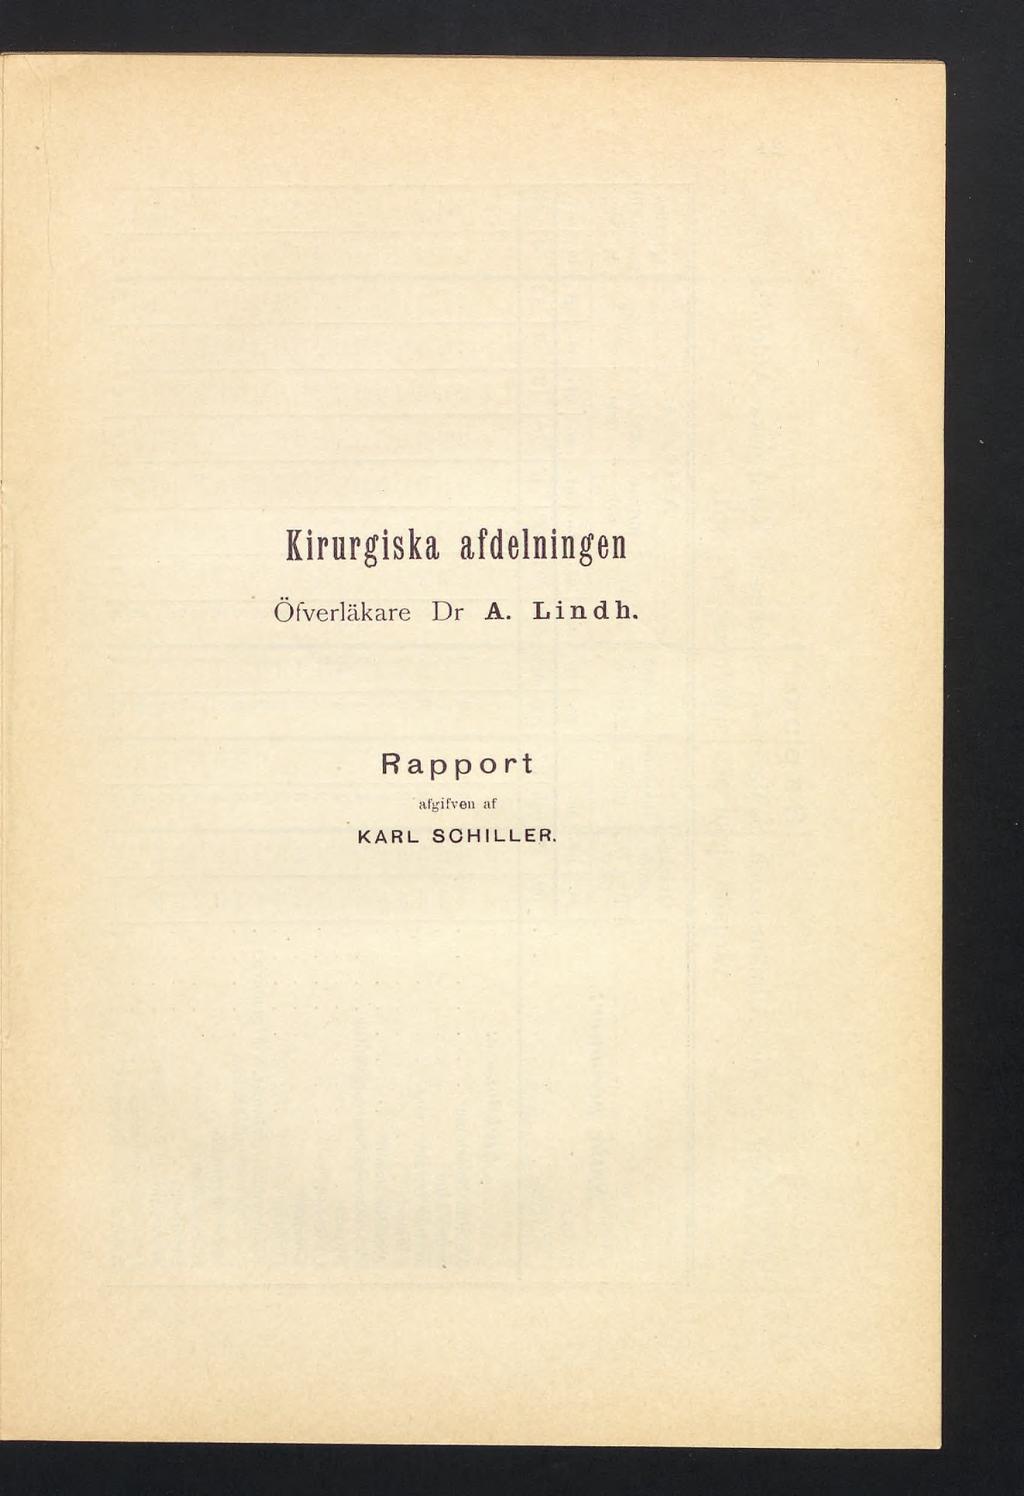 Kirurgiska afdelningen
Öfverläkare Dr A. Lindh.
Rapport
afgifven af
KARL SCHILLER.